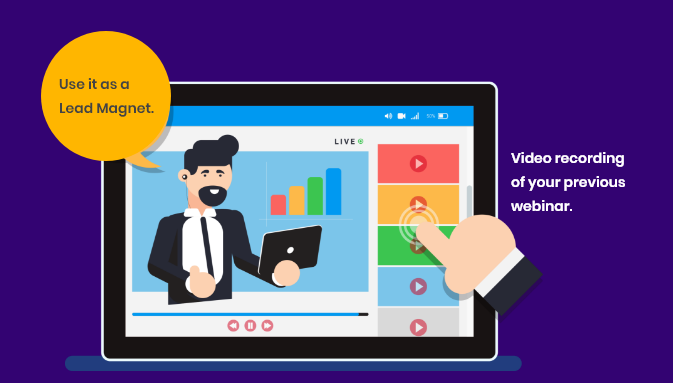 Use it as a
Lead Magnet.
LIVE
Video recording
of your previous
webinar.